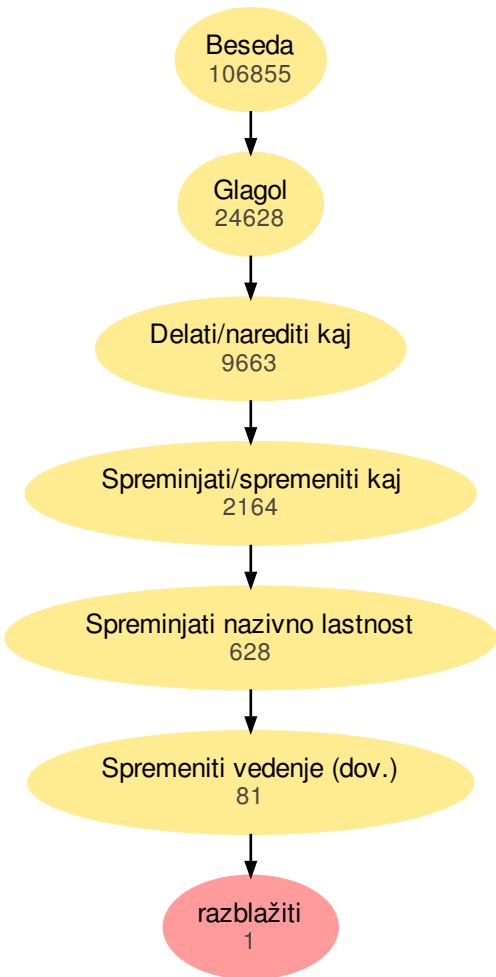 Beseda
106855
Glagol
24628
Delati/narediti kaj
9663
Spreminjati/spremeniti kaj
2164
Spreminjati nazivno lastnost
628
Spremeniti vedenje (dov.)
81
razblažiti
1